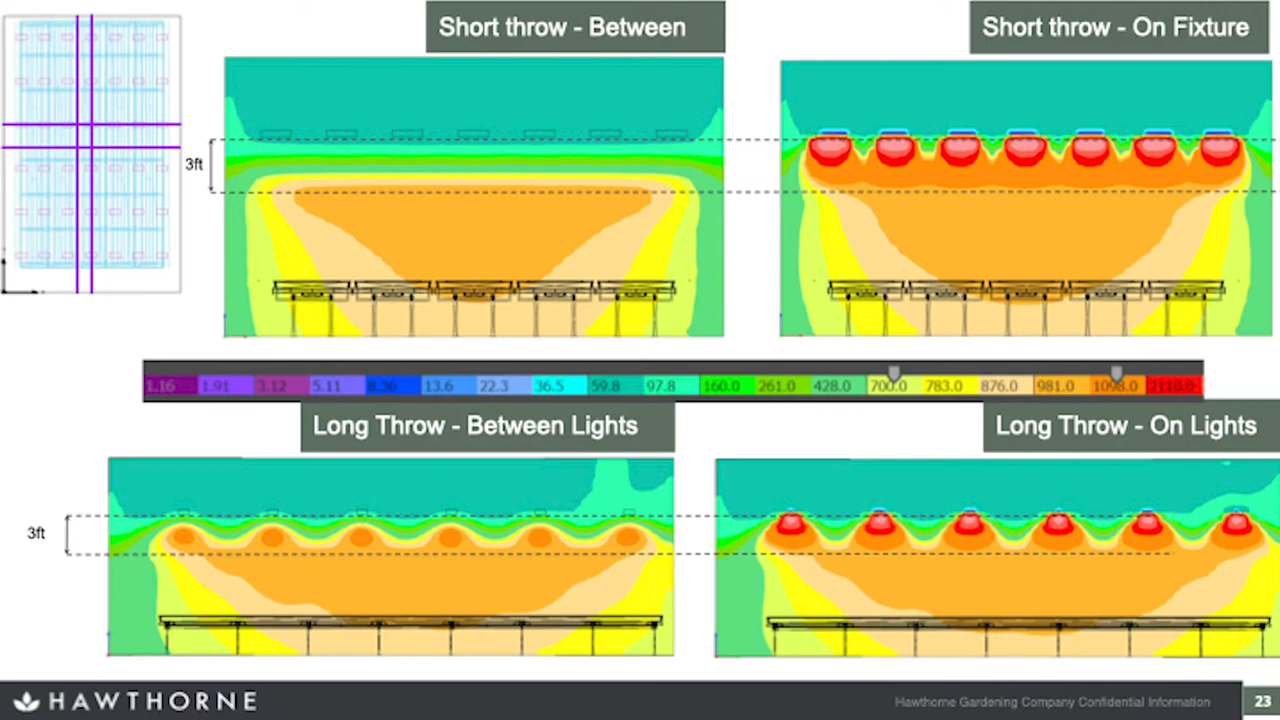 Short throw - Between
Short throw - On Fixture
3ft
1.16 1.91 3.12 5.11 8.36 13.6 22.3 36.5 59.8 97.8 160.0 261.0 428.0 700.0 783.0 876.0 981.0 1098.0 2110.0
Long Throw - Between Lights
Long Throw - On Lights
3ft
HAWTHORNE
Hawthorne Gardening Company Confidential Information
23